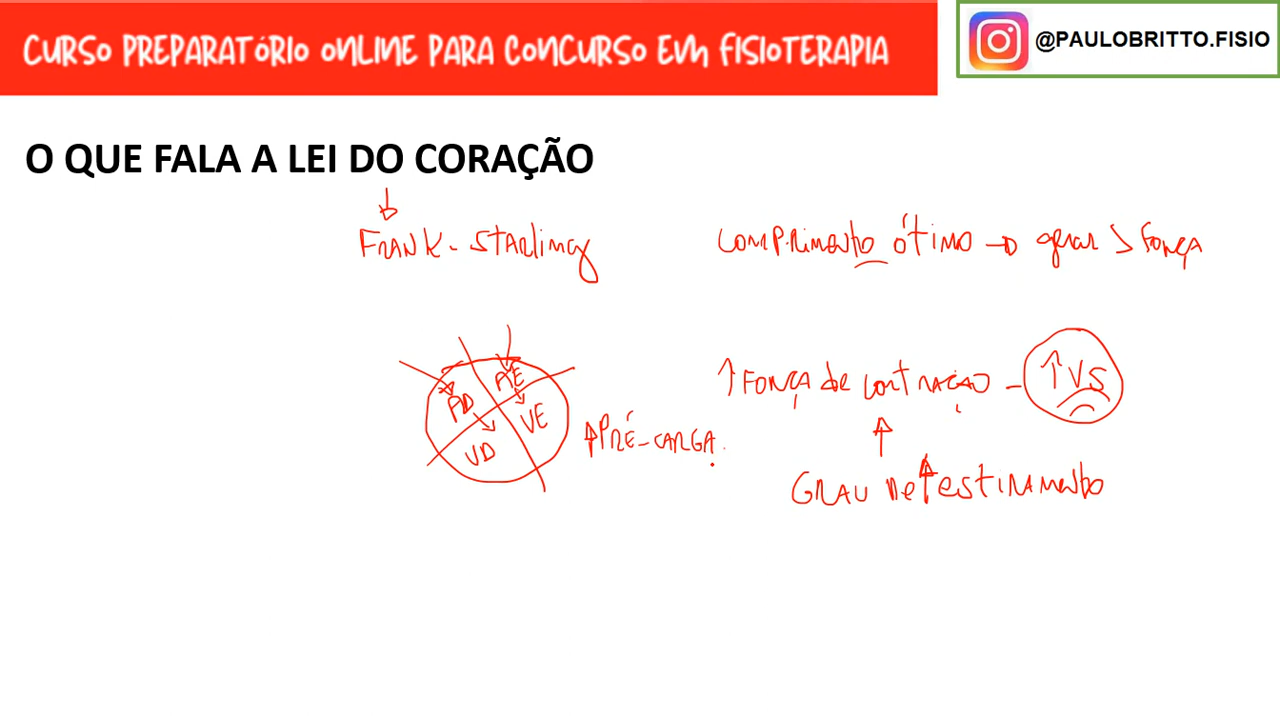 CURSO PREPARATÓRIO ONLINE PARA CONCURSO EM FISIOTERAPIA
@PAULOBRITTO.FISIO
O QUE FALA A LEI DO CORAÇÃO
↓
FRANK-STARLING
COMPRIMENTO ÓTIMO → gerar > FORÇA
AD AE
VD VE
↑PRÉ-CARGA
↑FORÇA de contração - ↑VS
↑
GRAU De↑estiramento